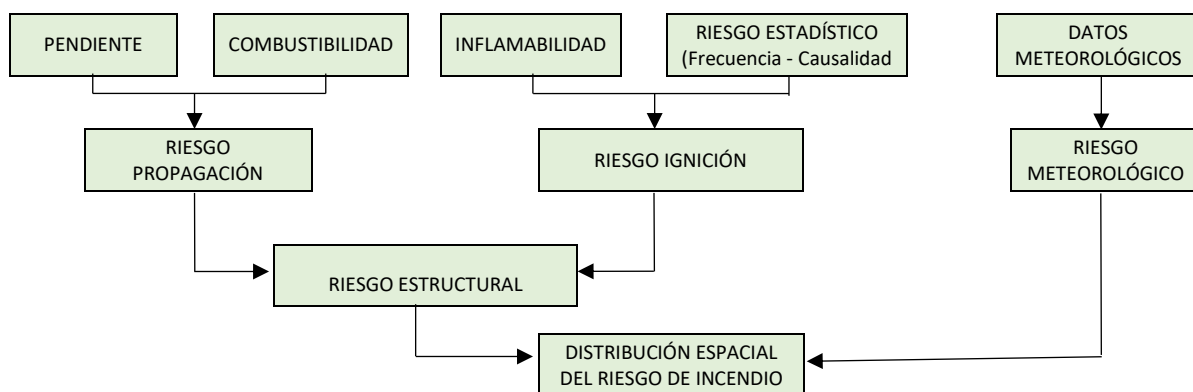 PENDIENTE
COMBUSTIBILIDAD
INFLAMABILIDAD
RIESGO ESTADÍSTICO
(Frecuencia - Causalidad
DATOS
METEOROLÓGICOS
RIESGO
PROPAGACIÓN
RIESGO IGNICIÓN
RIESGO
METEOROLÓGICO
RIESGO ESTRUCTURAL
DISTRIBUCIÓN ESPACIAL
DEL RIESGO DE INCENDIO